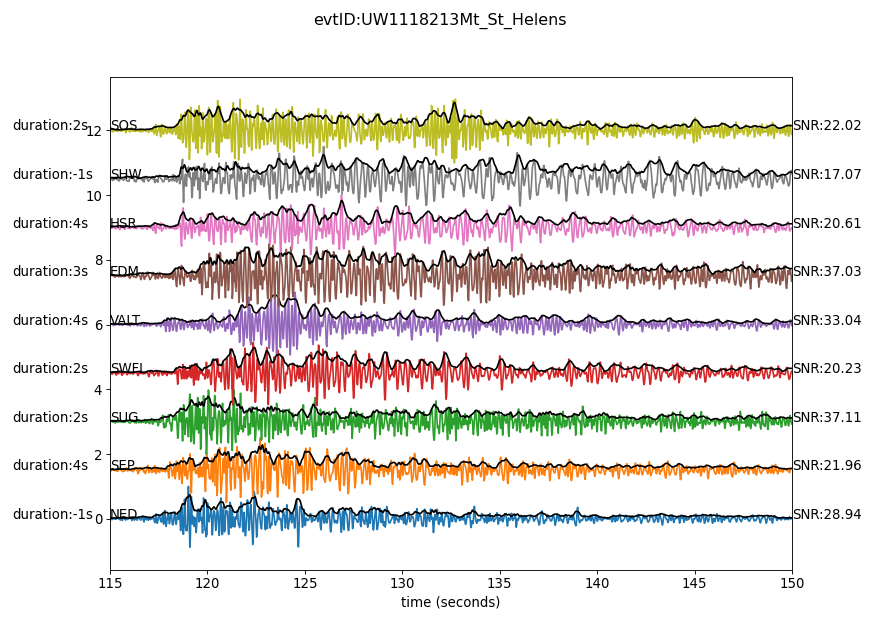 evtID:UW1118213Mt_St_Helens
duration:2s SOS SNR:22.02
12
duration:-1s SHW SNR:17.07
10
duration:4s HSR SNR:20.61
8
duration:3s EDM SNR:37.03
duration:4s VALT SNR:33.04
6
duration:2s SWFL SNR:20.23
4
duration:2s SUG SNR:37.11
2
duration:4s SEP SNR:21.96
duration:-1s NED SNR:28.94
0
115 120 125 130 135 140 145 150
time (seconds)